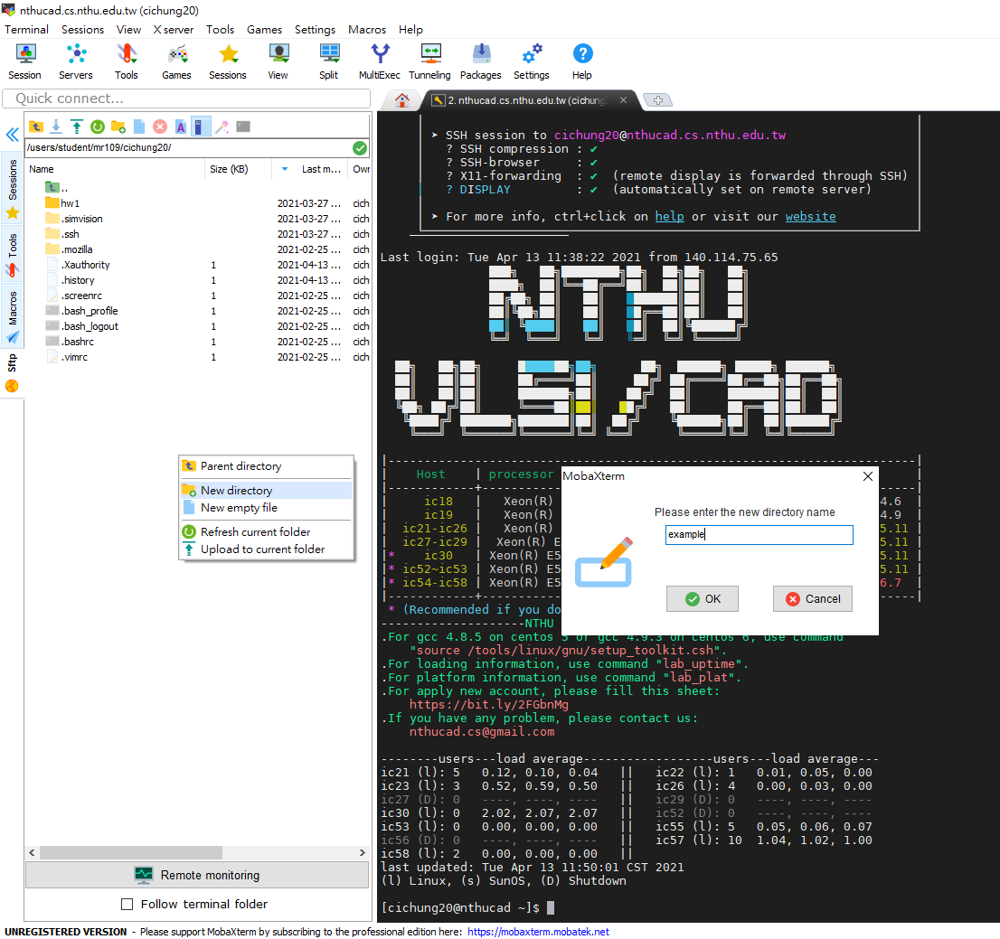 nthucad.cs.nthu.edu.tw (cichung20)
Terminal Sessions View X server Tools Games Settings Macros Help
Session Servers Tools Games Sessions View Split MultiExec Tunneling Packages Settings Help
Quick connect...
2. nthucad.cs.nthu.edu.tw (cichung
/users/student/mr109/cichung20/
Name Size (KB) Last m... Own
..
hw1 2021-03-27 ... cich
.simvision 2021-03-27 ... cich
.ssh 2021-03-27 ... cich
.mozilla 2021-02-25 ... cich
.Xauthority 1 2021-04-13 ... cich
.history 1 2021-04-13 ... cich
.screenrc 1 2021-02-25 ... cich
.bash_profile 1 2021-02-25 ... cich
.bash_logout 1 2021-02-25 ... cich
.bashrc 1 2021-02-25 ... cich
.vimrc 1 2021-02-25 ... cich
Sessions
Tools
Macros
Sftp
Parent directory
New directory
New empty file
Refresh current folder
Upload to current folder
Remote monitoring
Follow terminal folder
➤ SSH session to cichung20@nthucad.cs.nthu.edu.tw
? SSH compression : ✔
? SSH-browser : ✔
? X11-forwarding : ✔ (remote display is forwarded through SSH)
? DISPLAY : ✔ (automatically set on remote server)
➤ For more info, ctrl+click on help or visit our website
Last login: Tue Apr 13 11:38:22 2021 from 140.114.75.65
NTHU
VLSI/CAD
|--------------------------------------------------------------------------|
| Host | processor
|------------+
| ic18 | Xeon(R) 4.6 |
| ic19 | Xeon(R) 4.9 |
| ic21-ic26 | Xeon(R) 5.11 |
| ic27-ic29 | Xeon(R) E 5.11 |
|* ic30 | Xeon(R) E5 5.11 |
|* ic52~ic53 | Xeon(R) E5 5.11 |
|* ic54-ic58 | Xeon(R) E5 6.7 |
|------------+ -----|
* (Recommended if you do
--------------------NTHU
.For gcc 4.8.5 on centos 5 or gcc 4.9.3 on centos 6, use command
"source /tools/linux/gnu/setup_toolkit.csh".
.For loading information, use command "lab_uptime".
.For platform information, use command "lab_plat".
.For apply new account, please fill this sheet:
https://bit.ly/2FGbnMg
.If you have any problem, please contact us:
nthucad.cs@gmail.com
--------users---load average------------------users---load average---
ic21 (l): 5 0.12, 0.10, 0.04 || ic22 (l): 1 0.01, 0.05, 0.00
ic23 (l): 3 0.52, 0.59, 0.50 || ic26 (l): 4 0.00, 0.03, 0.00
ic27 (D): 0 ----, ----, ---- || ic29 (D): 0 ----, ----, ----
ic30 (l): 0 2.02, 2.07, 2.07 || ic52 (D): 0 ----, ----, ----
ic53 (l): 0 0.00, 0.00, 0.00 || ic55 (l): 5 0.05, 0.06, 0.07
ic56 (D): 0 ----, ----, ---- || ic57 (l): 10 1.04, 1.02, 1.00
ic58 (l): 2 0.00, 0.00, 0.00 ||
last updated: Tue Apr 13 11:50:01 CST 2021
(l) Linux, (s) SunOS, (D) Shutdown
[cichung20@nthucad ~]$
MobaXterm
Please enter the new directory name
example
OK Cancel
UNREGISTERED VERSION - Please support MobaXterm by subscribing to the professional edition here: https://mobaxterm.mobatek.net